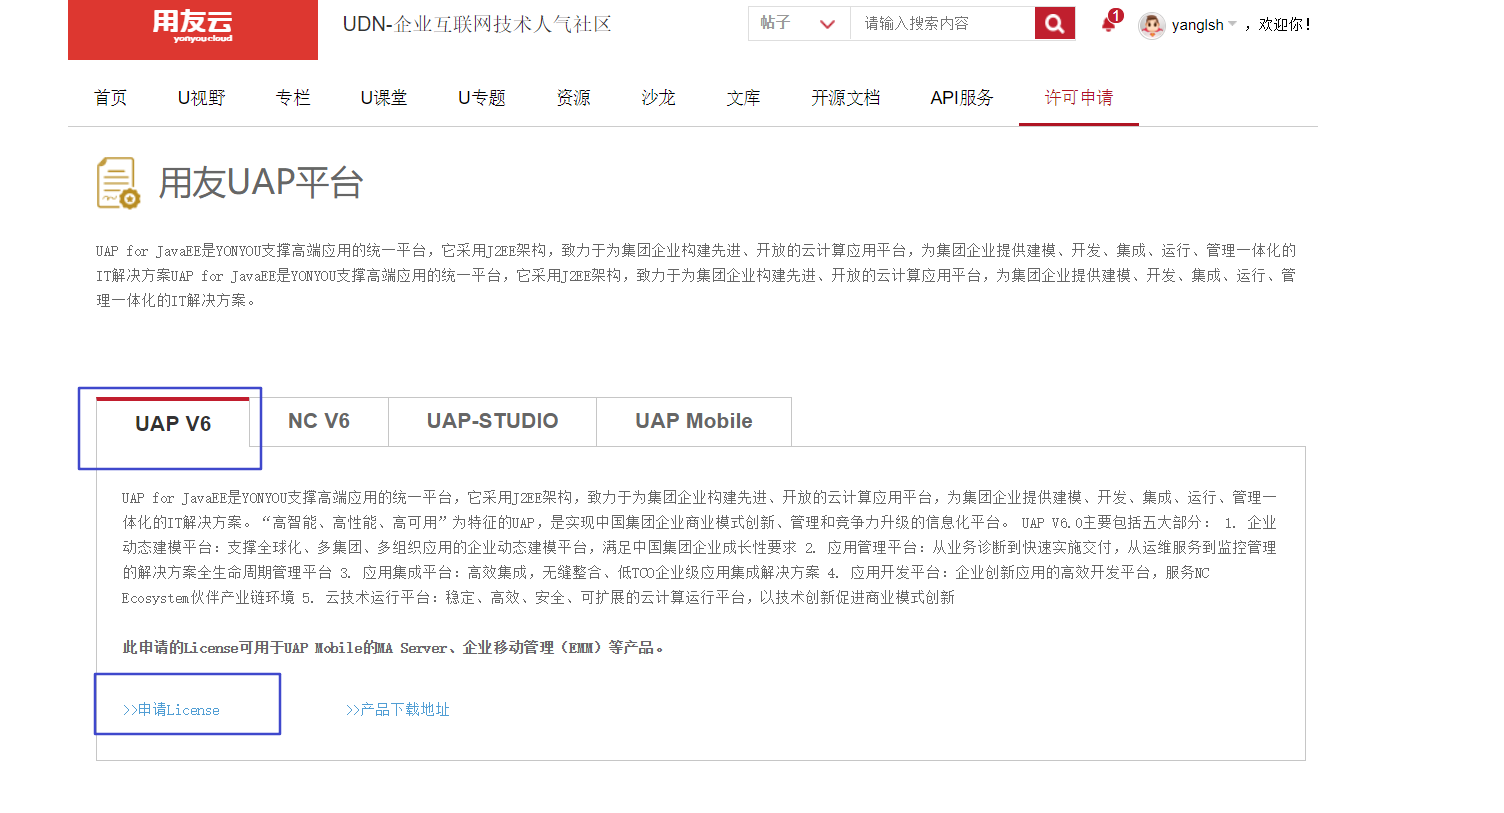 用友云
yonyoucloud
UDN-企业互联网技术人气社区
帖子
请输入搜索内容
1
yanglsh ，欢迎你！
首页 U视野 专栏 U课堂 U专题 资源 沙龙 文库 开源文档 API服务 许可申请
用友UAP平台
UAP for JavaEE是YONYOU支撑高端应用的统一平台，它采用J2EE架构，致力于为集团企业构建先进、开放的云计算应用平台，为集团企业提供建模、开发、集成、运行、管理一体化的
IT解决方案UAP for JavaEE是YONYOU支撑高端应用的统一平台，它采用J2EE架构，致力于为集团企业构建先进、开放的云计算应用平台，为集团企业提供建模、开发、集成、运行、管
理一体化的IT解决方案。
UAP V6 NC V6 UAP-STUDIO UAP Mobile
UAP for JavaEE是YONYOU支撑高端应用的统一平台，它采用J2EE架构，致力于为集团企业构建先进、开放的云计算应用平台，为集团企业提供建模、开发、集成、运行、管理一
体化的IT解决方案。“高智能、高性能、高可用”为特征的UAP，是实现中国集团企业商业模式创新、管理和竞争力升级的信息化平台。 UAP V6.0主要包括五大部分： 1. 企业
动态建模平台：支撑全球化、多集团、多组织应用的企业动态建模平台，满足中国集团企业成长性要求 2. 应用管理平台：从业务诊断到快速实施交付，从运维服务到监控管理
的解决方案全生命周期管理平台 3. 应用集成平台：高效集成，无缝整合、低TCO企业级应用集成解决方案 4. 应用开发平台：企业创新应用的高效开发平台，服务NC
Ecosystem伙伴产业链环境 5. 云技术运行平台：稳定、高效、安全、可扩展的云计算运行平台，以技术创新促进商业模式创新
此申请的License可用于UAP Mobile的MA Server、企业移动管理（EMM）等产品。
>>申请License >>产品下载地址